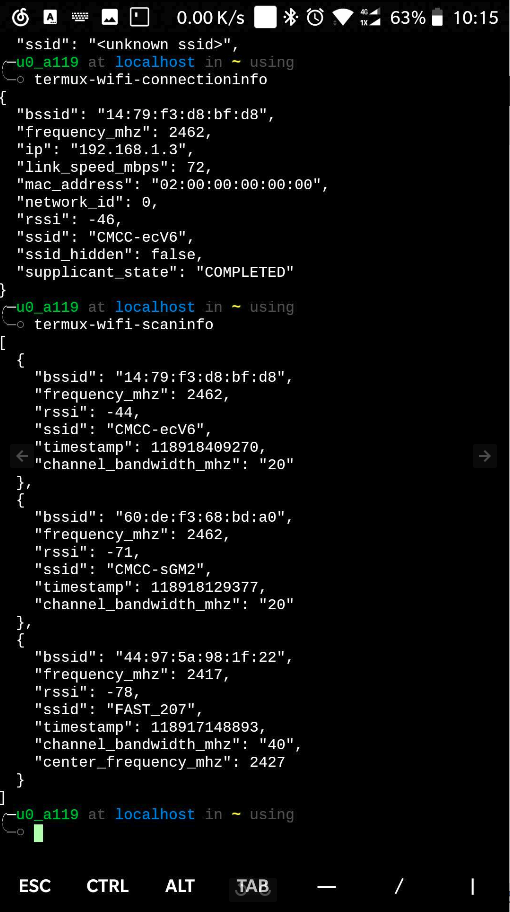 0.00 K/s 4G 1X 63% 10:15
"ssid": "<unknown ssid>",
u0_a119 at localhost in ~ using
termux-wifi-connectioninfo
{
"bssid": "14:79:f3:d8:bf:d8",
"frequency_mhz": 2462,
"ip": "192.168.1.3",
"link_speed_mbps": 72,
"mac_address": "02:00:00:00:00:00",
"network_id": 0,
"rssi": -46,
"ssid": "CMCC-ecV6",
"ssid_hidden": false,
"supplicant_state": "COMPLETED"
}
u0_a119 at localhost in ~ using
termux-wifi-scaninfo
[
{
"bssid": "14:79:f3:d8:bf:d8",
"frequency_mhz": 2462,
"rssi": -44,
"ssid": "CMCC-ecV6",
"timestamp": 118918409270,
"channel_bandwidth_mhz": "20"
},
{
"bssid": "60:de:f3:68:bd:a0",
"frequency_mhz": 2462,
"rssi": -71,
"ssid": "CMCC-sGM2",
"timestamp": 118918129377,
"channel_bandwidth_mhz": "20"
},
{
"bssid": "44:97:5a:98:1f:22",
"frequency_mhz": 2417,
"rssi": -78,
"ssid": "FAST_207",
"timestamp": 118917148893,
"channel_bandwidth_mhz": "40",
"center_frequency_mhz": 2427
}
]
u0_a119 at localhost in ~ using
ESC CTRL ALT TAB — / |